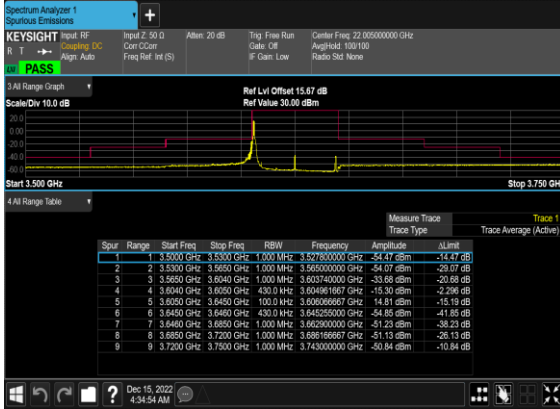 Spectrum Analyzer 1
Spurious Emissions
+
KEYSIGHT Input: RF Input Z: 50 Ω Atten: 20 dB Trig: Free Run Center Freq: 22.005000000 GHz
R T Coupling: DC Corr CCorr Gate: Off Avg|Hold: 100/100
Align: Auto Freq Ref: Int (S) IF Gain: Low Radio Std: None
PASS
3 All Range Graph
Ref Lvl Offset 15.67 dB
Scale/Div 10.0 dB Ref Value 30.00 dBm
20.0
0.00
-20.0
-40.0
-60.0
Start 3.500 GHz Stop 3.750 GH
4 All Range Table
Measure Trace Trace 1
Trace Type Trace Average (Active)
Spur Range Start Freq Stop Freq RBW Frequency Amplitude ΔLimit
1 1 3.5000 GHz 3.5300 GHz 1.000 MHz 3.527800000 GHz -54.47 dBm -14.47 dB
2 2 3.5300 GHz 3.5650 GHz 1.000 MHz 3.565000000 GHz -54.07 dBm -29.07 dB
3 3 3.5650 GHz 3.6040 GHz 1.000 MHz 3.603740000 GHz -33.68 dBm -20.68 dB
4 4 3.6040 GHz 3.6050 GHz 430.0 kHz 3.604961667 GHz -15.30 dBm -2.296 dB
5 5 3.6050 GHz 3.6450 GHz 100.0 kHz 3.606066667 GHz 14.81 dBm -15.19 dB
6 6 3.6450 GHz 3.6460 GHz 430.0 kHz 3.645255000 GHz -54.85 dBm -41.85 dB
7 7 3.6460 GHz 3.6850 GHz 1.000 MHz 3.662900000 GHz -51.23 dBm -38.23 dB
8 8 3.6850 GHz 3.7200 GHz 1.000 MHz 3.686166667 GHz -51.13 dBm -26.13 dB
9 9 3.7200 GHz 3.7500 GHz 1.000 MHz 3.743000000 GHz -50.84 dBm -10.84 dB
? Dec 15, 2022
4:34:54 AM